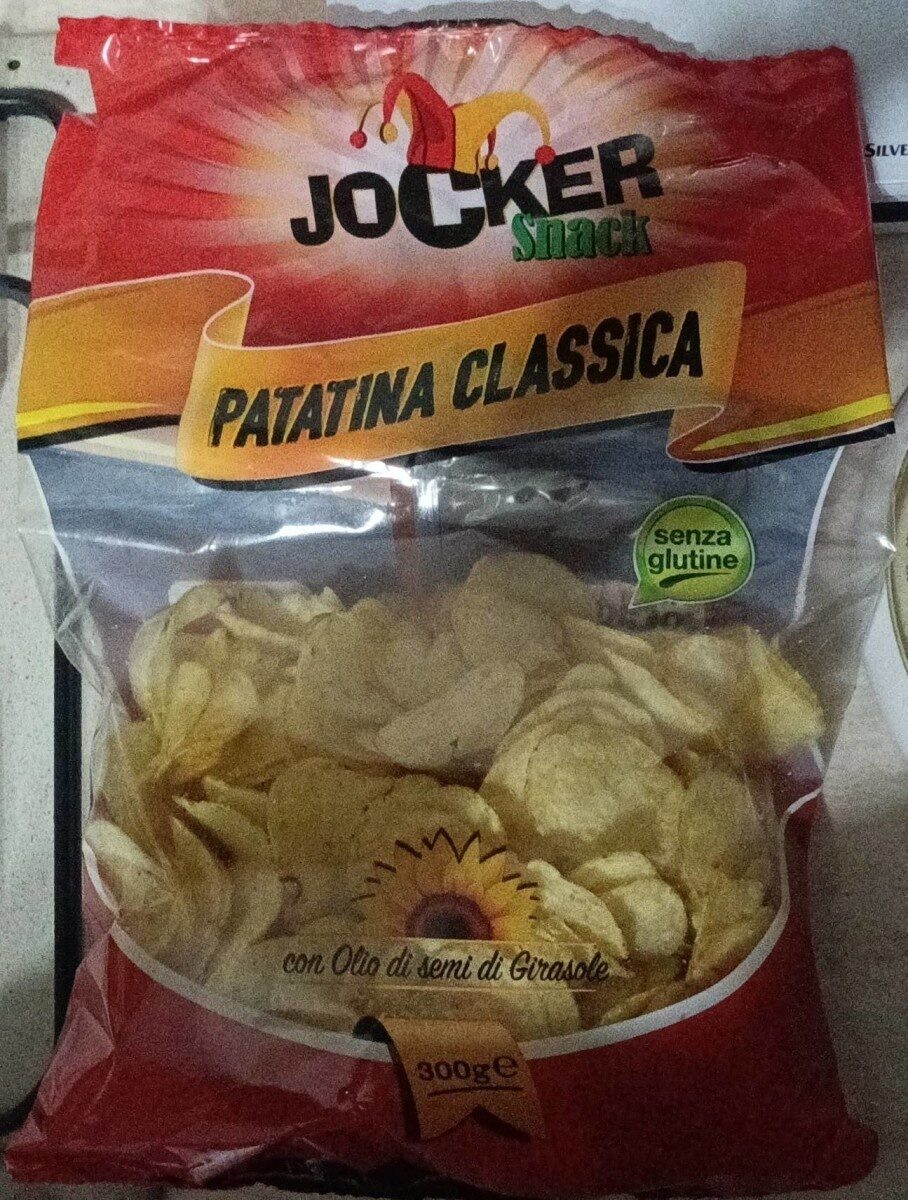 JOCKER
Snack
PATATINA CLASSICA
senza
glutine
con Olio di semi di Girasole
300g e